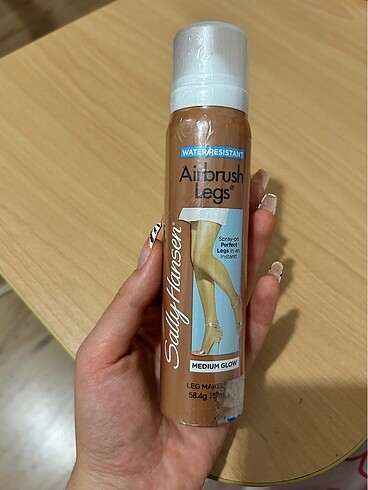 WATER RESISTANT
Airbrush
Legs®
Spray-on
Perfect
Legs in an
Instant!
Sally Hansen®
MEDIUM GLOW
LEG MAKEUP
58.4g 75ml